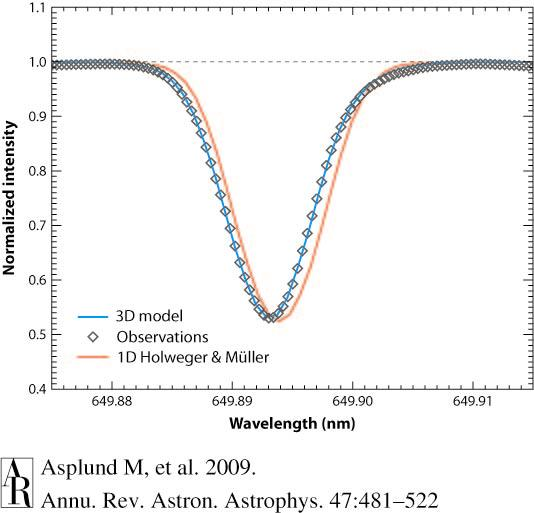 1.1
1.0
0.9
0.8
0.7
0.6
0.5
0.4
Normalized intensity
3D model
Observations
1D Holweger & Müller
649.88 649.89 649.90 649.91
Wavelength (nm)
AR Asplund M, et al. 2009.
Annu. Rev. Astron. Astrophys. 47:481–522